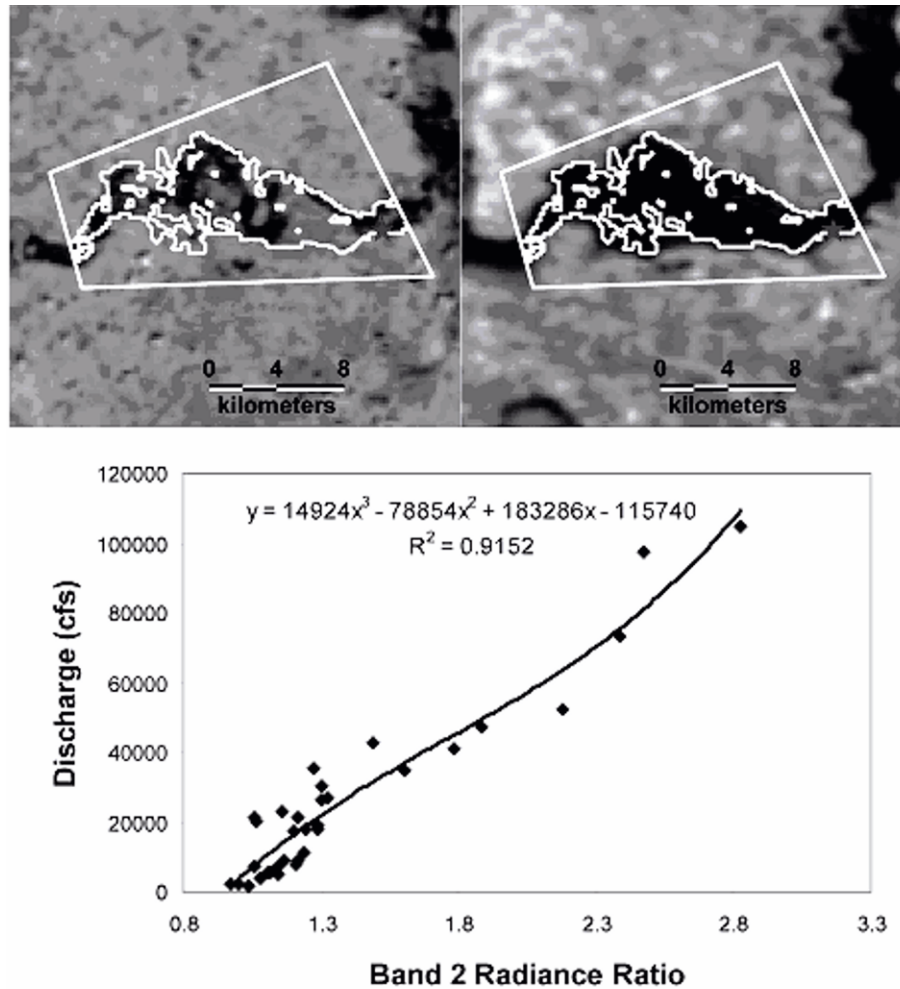 0 4 8
kilometers
0 4 8
kilometers
y = 14924x³ - 78854x² + 183286x - 115740
R² = 0.9152
120000
100000
80000
60000
40000
20000
0
Discharge (cfs)
0.8 1.3 1.8 2.3 2.8 3.3
Band 2 Radiance Ratio